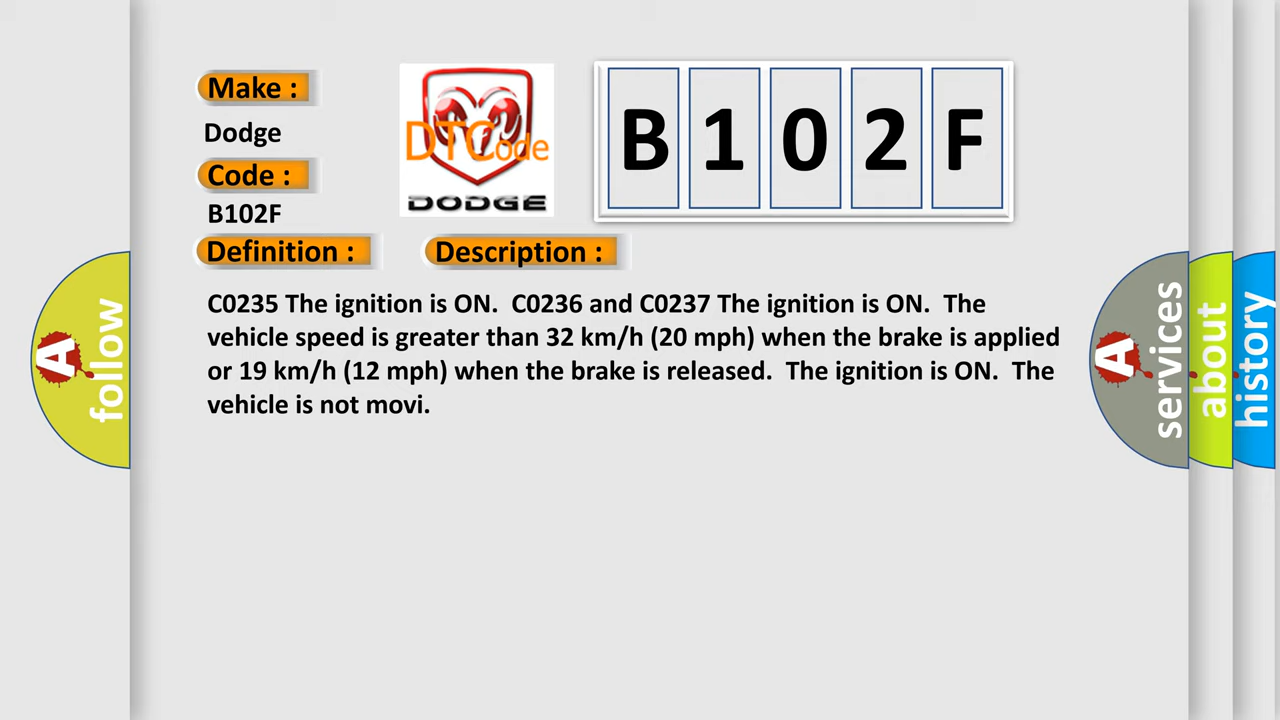 Make :
Dodge
Code :
B102F
Definition :
Description :
DTCode
DODGE
B 1 0 2 F
C0235 The ignition is ON.  C0236 and C0237 The ignition is ON.  The
vehicle speed is greater than 32 km/h (20 mph) when the brake is applied
or 19 km/h (12 mph) when the brake is released.  The ignition is ON.  The
vehicle is not movi.
A follow
A services
about
history